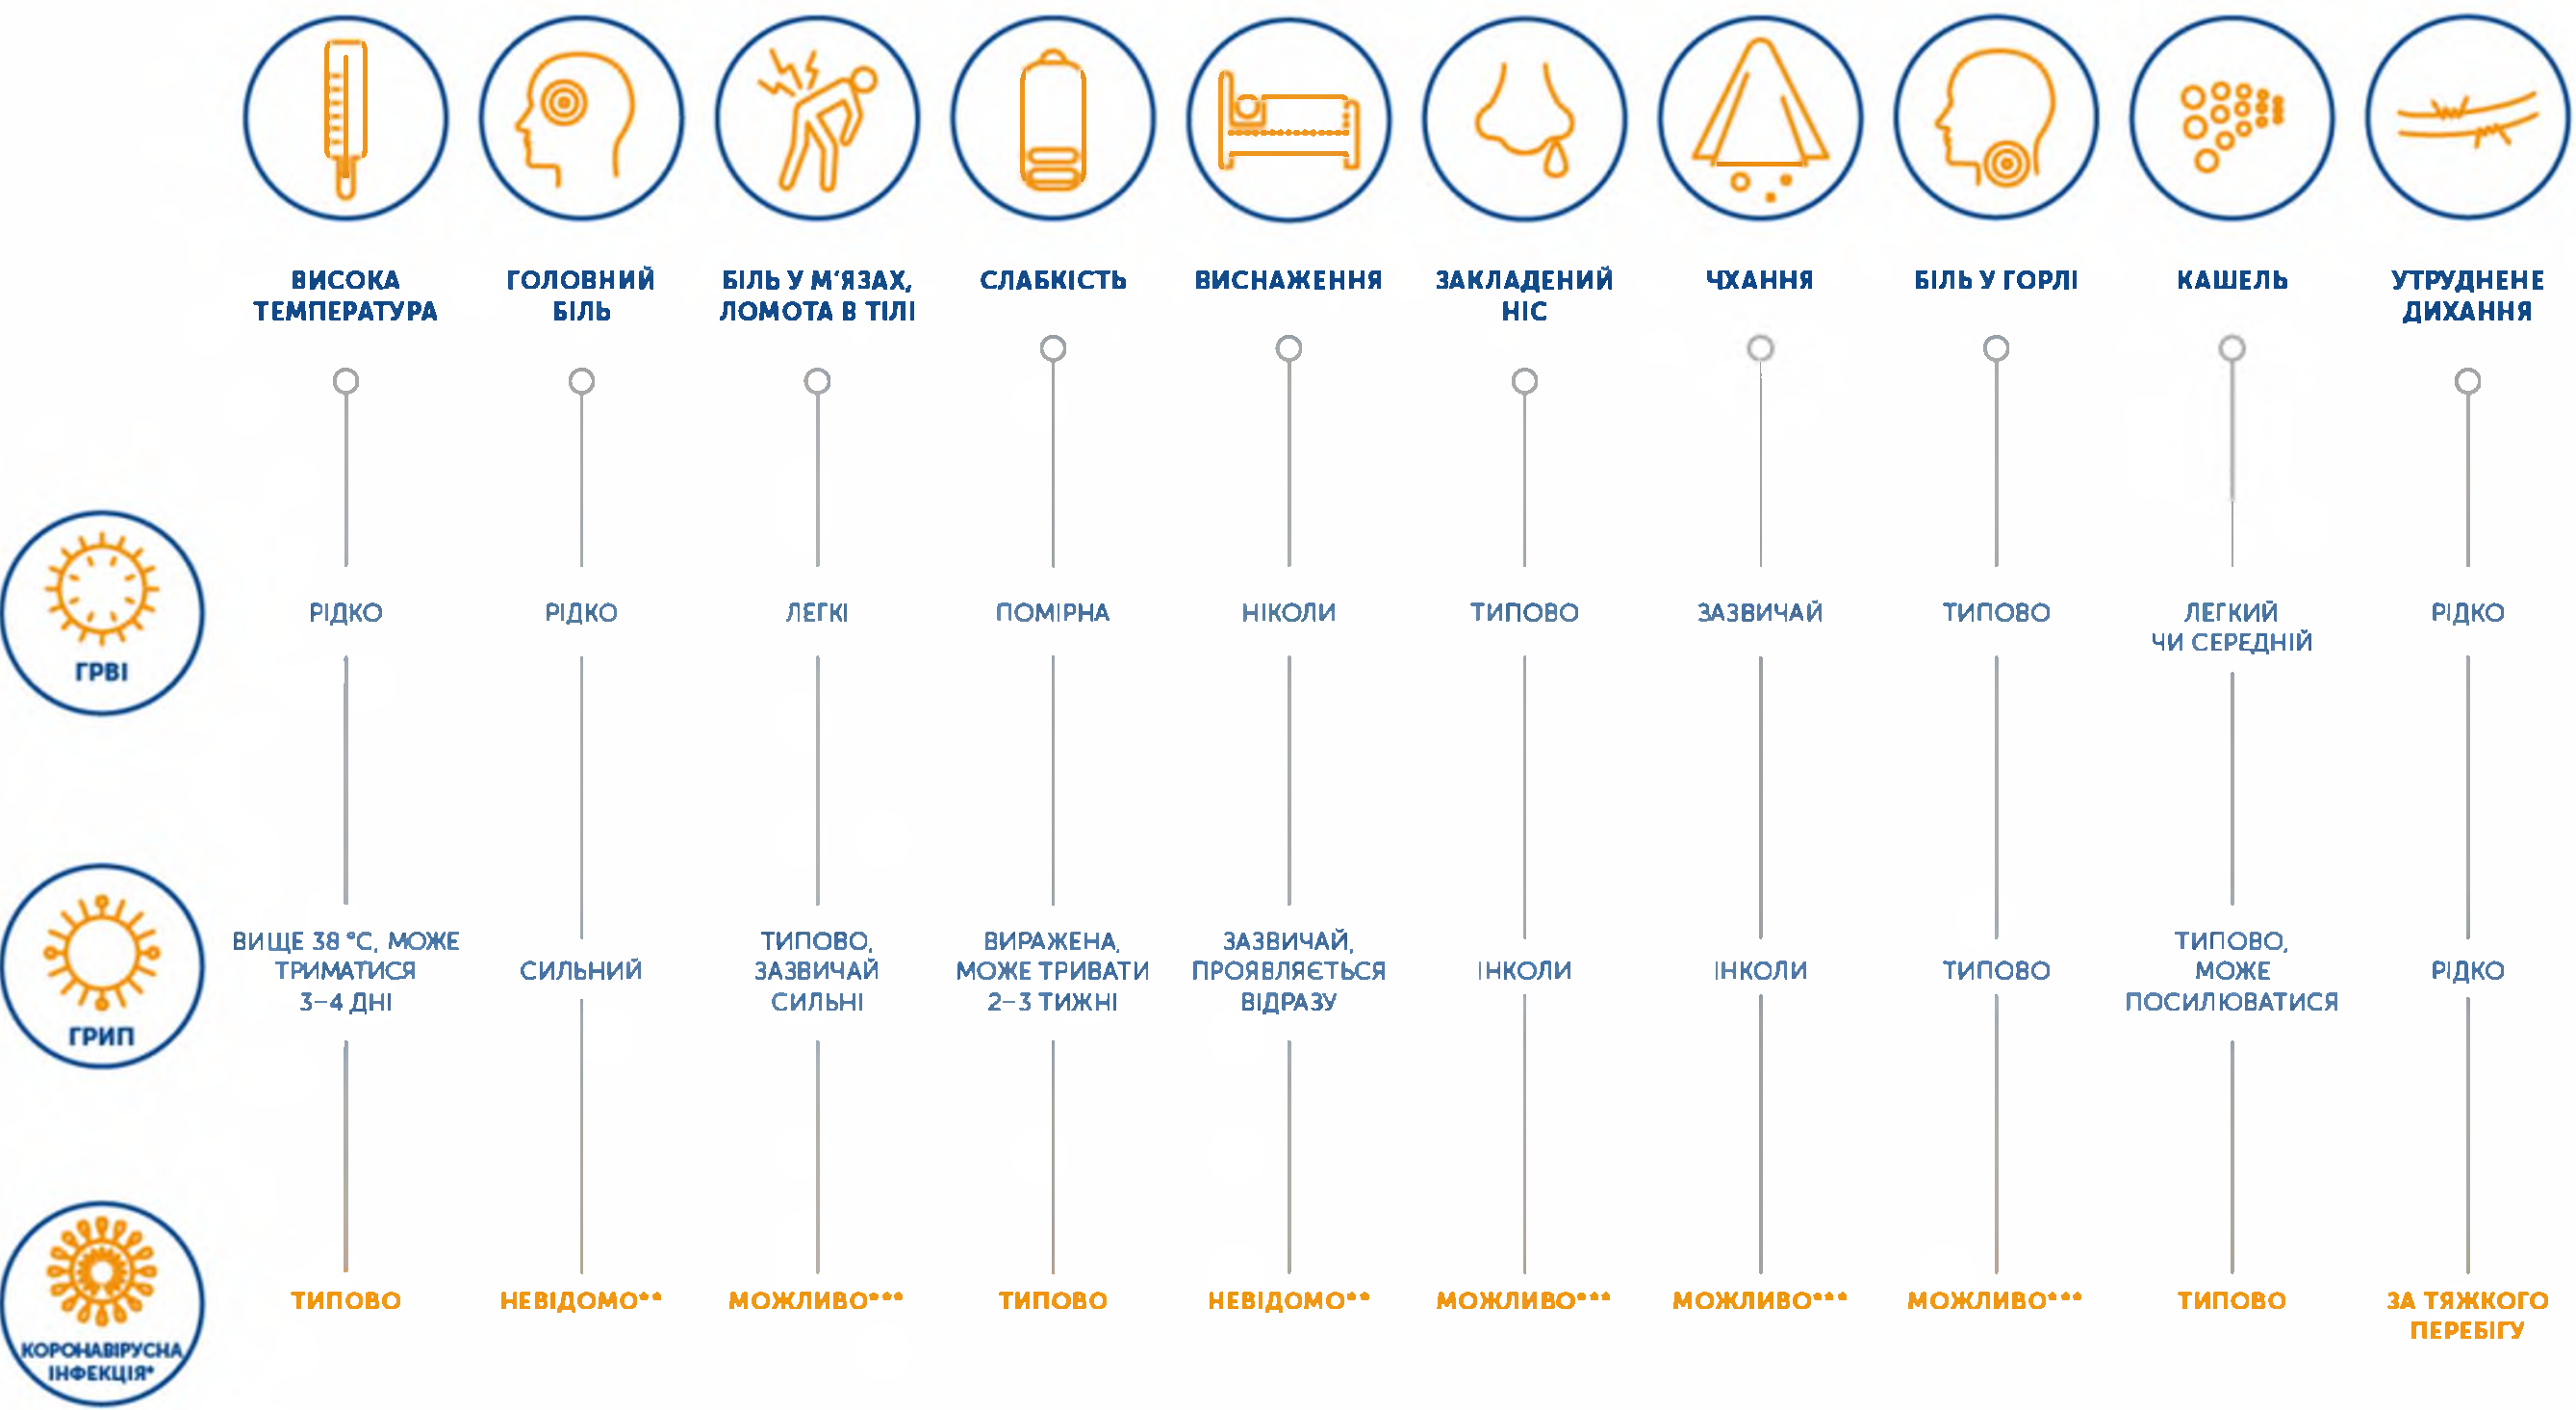 ВИСОКА
ТЕМПЕРАТУРА
ГОЛОВНИЙ
БІЛЬ
БІЛЬ У М'ЯЗАХ,
ЛОМОТА В ТІЛІ
СЛАБКІСТЬ
ВИСНАЖЕННЯ
ЗАКЛАДЕНИЙ
НІС
ЧХАННЯ
БІЛЬ У ГОРЛІ
КАШЕЛЬ
УТРУДНЕНЕ
ДИХАННЯ
ГРВІ
РІДКО
РІДКО
ЛЕГКІ
ПОМІРНА
НІКОЛИ
ТИПОВО
ЗАЗВИЧАЙ
ТИПОВО
ЛЕГКИЙ
ЧИ СЕРЕДНІЙ
РІДКО
ГРИП
ВИЩЕ 38 °С, МОЖЕ
ТРИМАТИСЯ
3–4 ДНІ
СИЛЬНИЙ
ТИПОВО,
ЗАЗВИЧАЙ
СИЛЬНІ
ВИРАЖЕНА,
МОЖЕ ТРИВАТИ
2–3 ТИЖНІ
ЗАЗВИЧАЙ,
ПРОЯВЛЯЄТЬСЯ
ВІДРАЗУ
ІНКОЛИ
ІНКОЛИ
ТИПОВО
ТИПОВО,
МОЖЕ
ПОСИЛЮВАТИСЯ
РІДКО
КОРОНАВІРУСНА
ІНФЕКЦІЯ*
ТИПОВО
НЕВІДОМО**
МОЖЛИВО***
ТИПОВО
НЕВІДОМО**
МОЖЛИВО***
МОЖЛИВО***
МОЖЛИВО***
ТИПОВО
ЗА ТЯЖКОГО
ПЕРЕБІГУ